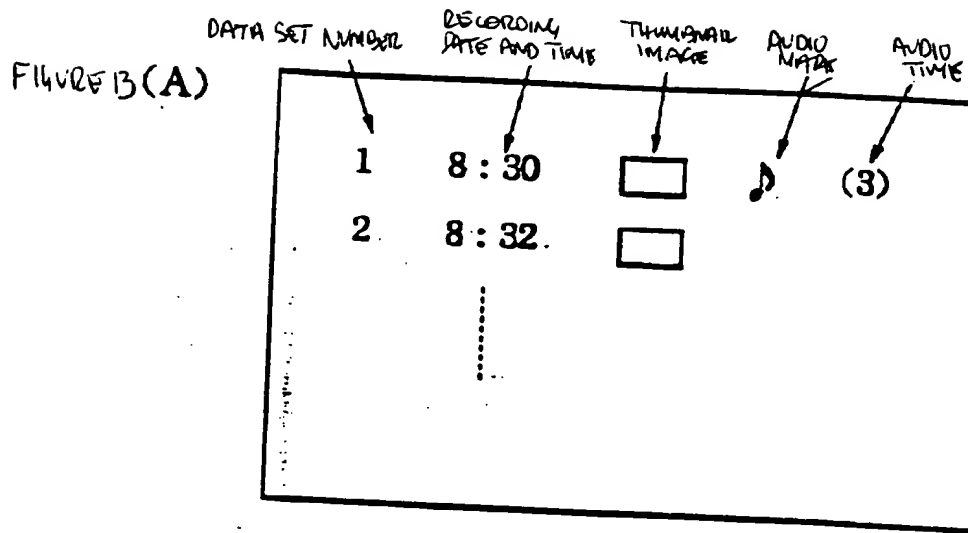 DATA SET NUMBER
RECORDING
DATE AND TIME
THUMBNAIL
IMAGE
AUDIO
MARK
AUDIO
TIME
FIGURE 13 (A)
1 8 : 30 ♪ (3)
2 8 : 32